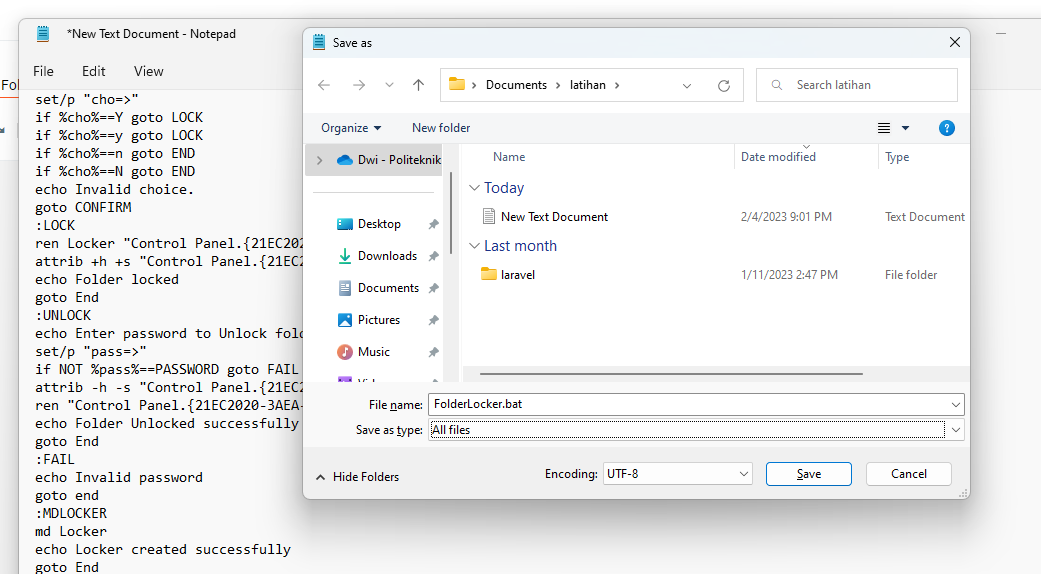 *New Text Document - Notepad
File Edit View
set/p "cho=>"
if %cho%==Y goto LOCK
if %cho%==y goto LOCK
if %cho%==n goto END
if %cho%==N goto END
echo Invalid choice.
goto CONFIRM
:LOCK
ren Locker "Control Panel.{21EC202
attrib +h +s "Control Panel.{21EC2
echo Folder locked
goto End
:UNLOCK
echo Enter password to Unlock fold
set/p "pass=>"
if NOT %pass%==PASSWORD goto FAIL
attrib -h -s "Control Panel.{21EC2
ren "Control Panel.{21EC2020-3AEA-
echo Folder Unlocked successfully
goto End
:FAIL
echo Invalid password
goto end
:MDLOCKER
md Locker
echo Locker created successfully
goto End
Fol
Save as
Documents > latihan >
Search latihan
Organize New folder
Dwi - Politeknik
Desktop
Downloads
Documents
Pictures
Music
Name Date modified Type
Today
New Text Document 2/4/2023 9:01 PM Text Document
Last month
laravel 1/11/2023 2:47 PM File folder
File name: FolderLocker.bat
Save as type: All files
Hide Folders Encoding: UTF-8 Save Cancel